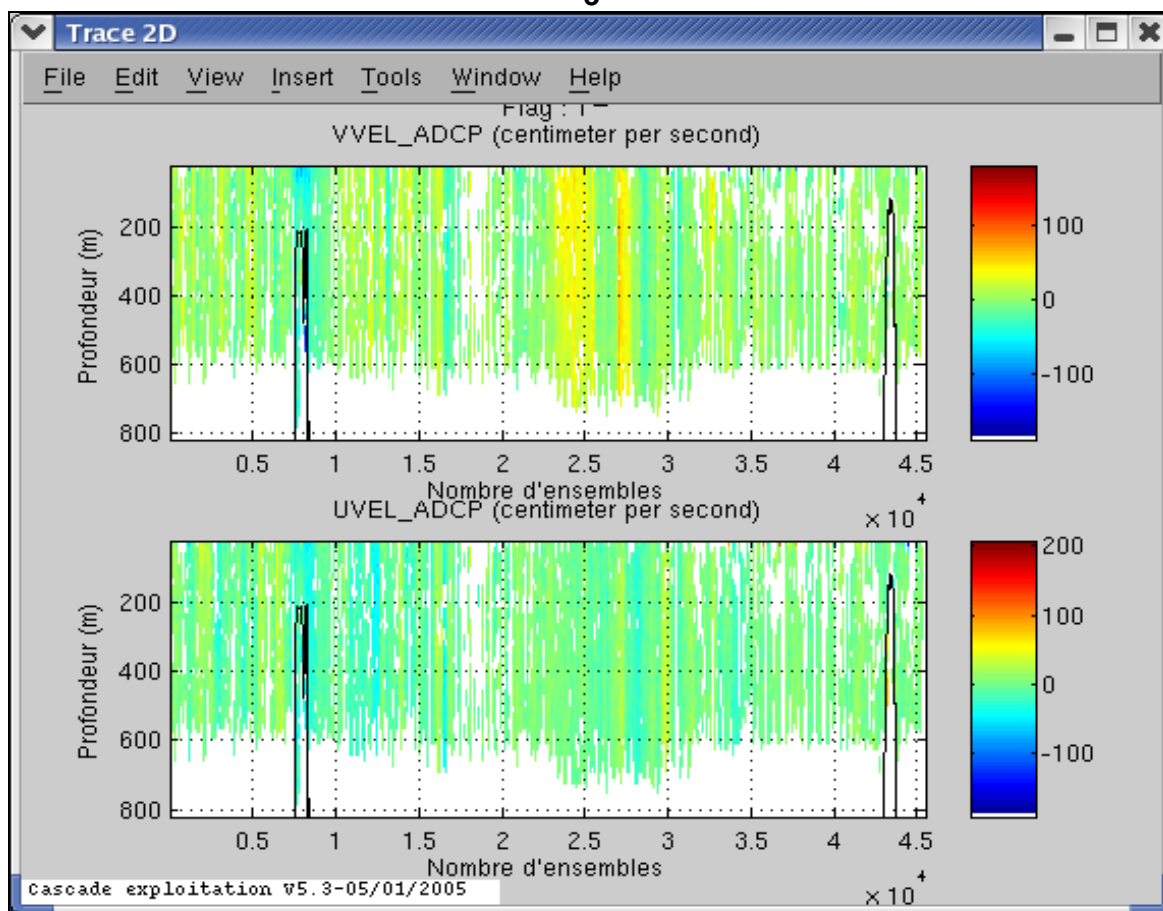 Trace 2D
File Edit View Insert Tools Window Help
Flag : 1
VVEL_ADCP (centimeter per second)
Profondeur (m)
200
400
600
800
0.5 1 1.5 2 2.5 3 3.5 4 4.5
Nombre d'ensembles
× 10 4
100
0
-100
UVEL_ADCP (centimeter per second)
Profondeur (m)
200
400
600
800
0.5 1 1.5 2 2.5 3 3.5 4 4.5
Nombre d'ensembles
× 10 4
200
100
0
-100
Cascade exploitation V5.3-05/01/2005